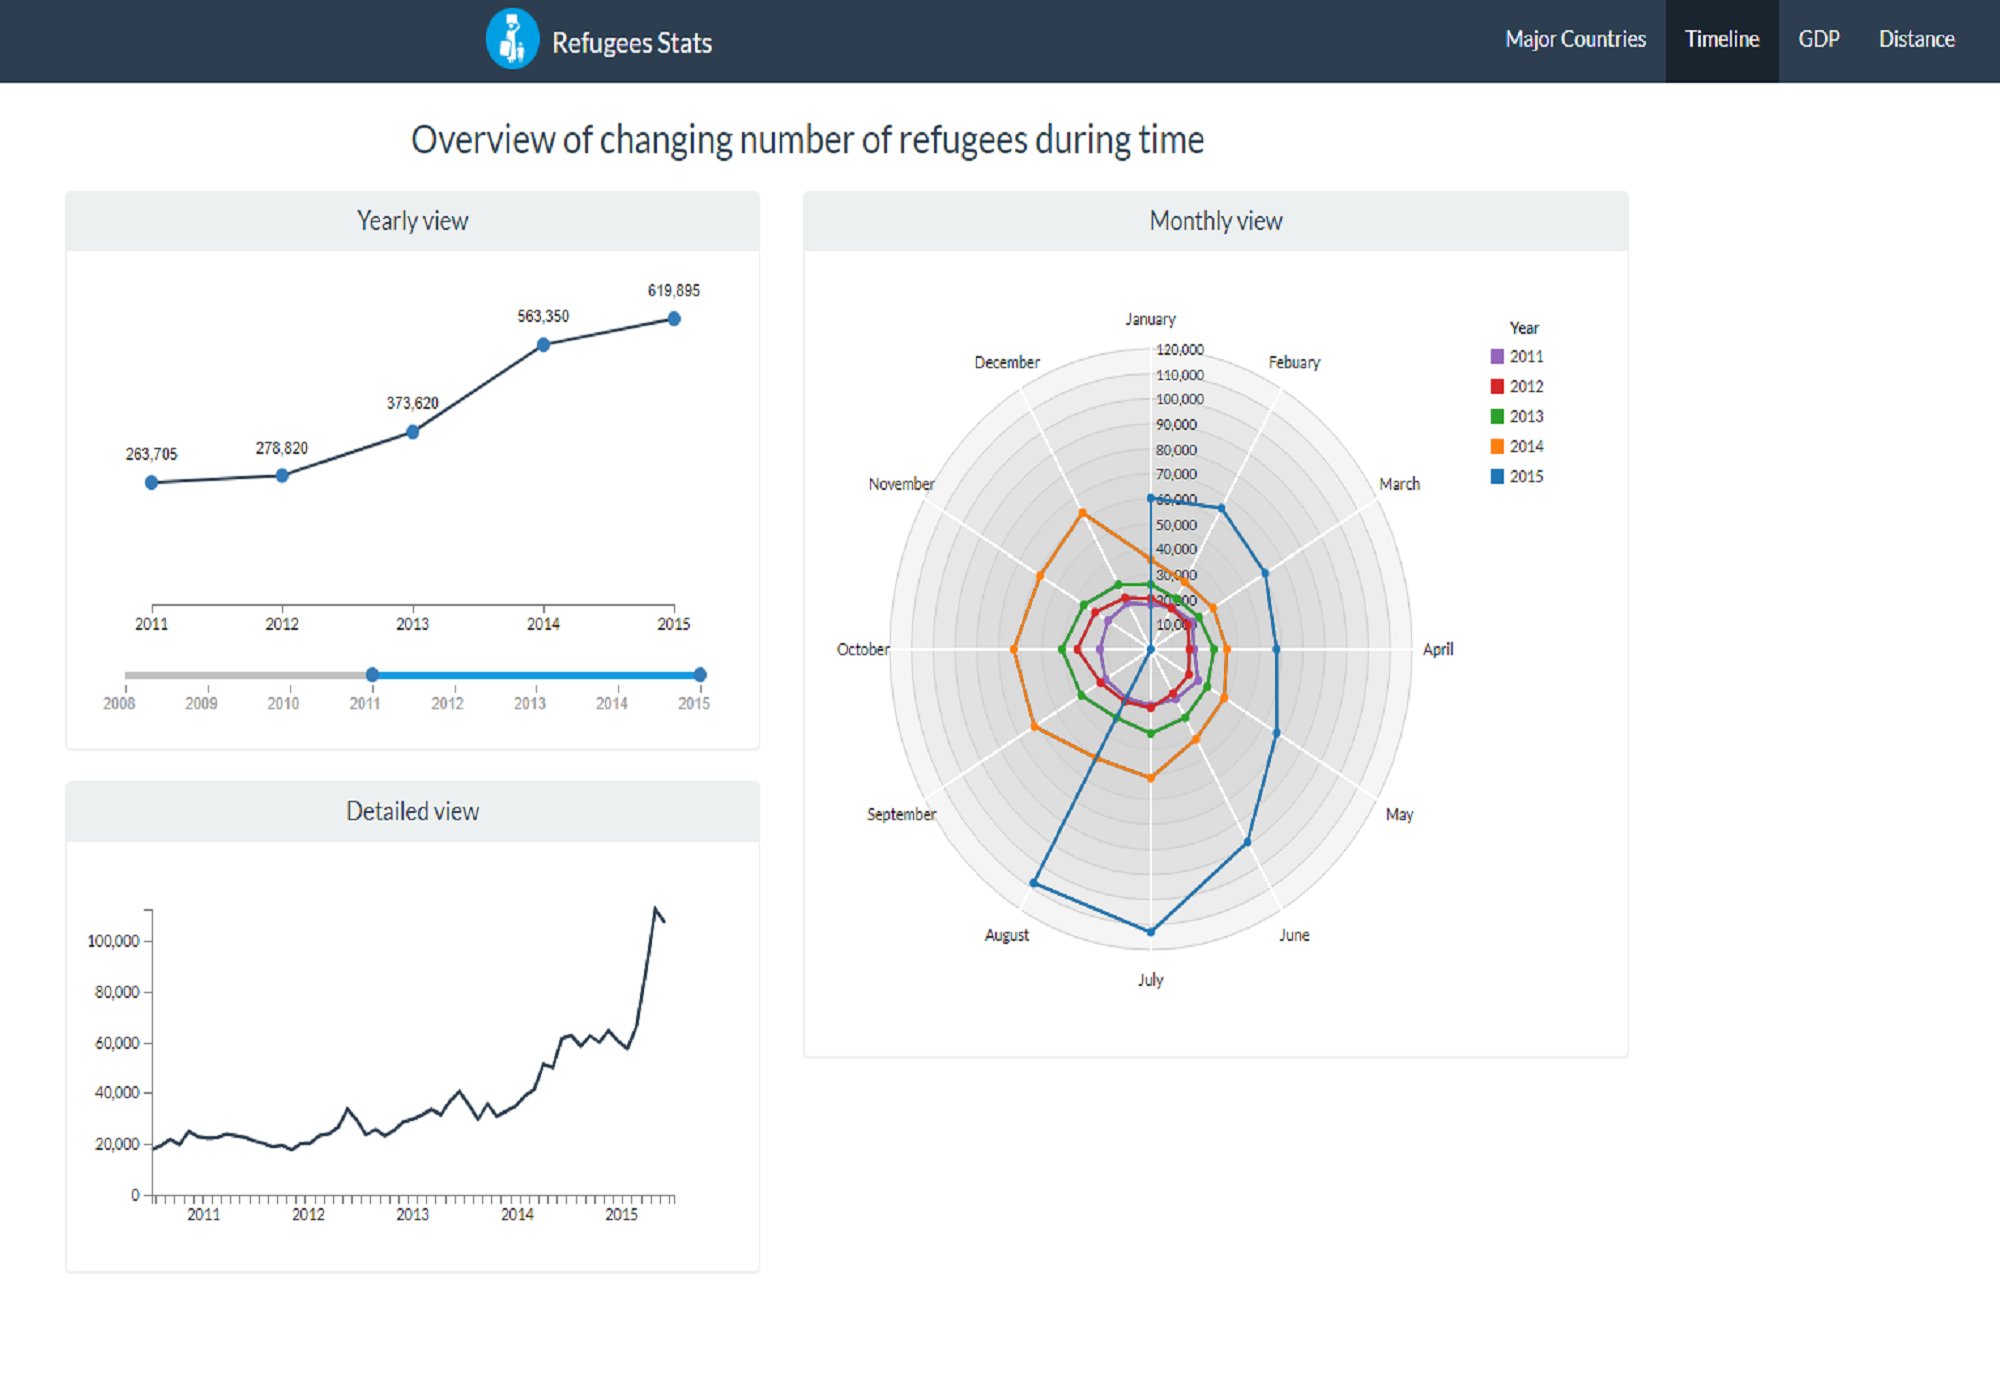 Refugees Stats
Major Countries
Timeline
GDP
Distance
Overview of changing number of refugees during time
Yearly view
263,705
278,820
373,620
563,350
619,895
2011 2012 2013 2014 2015
2008 2009 2010 2011 2012 2013 2014 2015
Detailed view
100,000
80,000
60,000
40,000
20,000
0
2011 2012 2013 2014 2015
Monthly view
January
Febuary
March
April
May
June
July
August
September
October
November
December
120,000
110,000
100,000
90,000
80,000
70,000
60,000
50,000
40,000
30,000
20,000
10,000
Year
2011
2012
2013
2014
2015